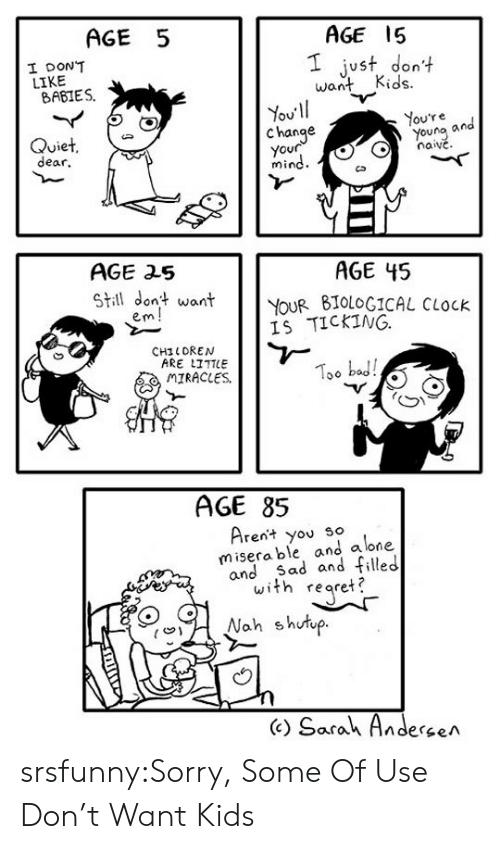 AGE 5
I DON'T
LIKE
BABIES.
Quiet,
dear.
AGE 15
I just don't
want Kids.
You'll
change
your
mind.
You're
young and
naive.
AGE 25
Still don't want
em!
CHILDREN
ARE LITTLE
MIRACLES.
AGE 45
YOUR BIOLOGICAL CLOCK
IS TICKING.
Too bad!
AGE 85
Aren't you so
miserable and alone
and sad and filled
with regret?
Nah shutup.
(c) Sarah Andersen
srsfunny:Sorry, Some Of Use
Don't Want Kids